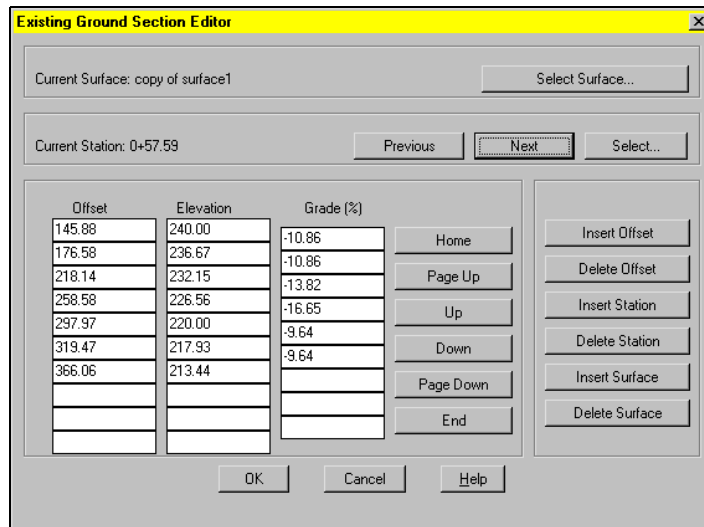 Existing Ground Section Editor
Current Surface: copy of surface1
Select Surface...
Current Station: 0+57.59
Previous
Next
Select...
Offset Elevation Grade (%)
145.88 240.00
-10.86
176.58 236.67
-10.86
218.14 232.15
-13.82
258.58 226.56
-16.65
297.97 220.00
-9.64
319.47 217.93
-9.64
366.06 213.44
Home
Page Up
Up
Down
Page Down
End
Insert Offset
Delete Offset
Insert Station
Delete Station
Insert Surface
Delete Surface
OK
Cancel
Help